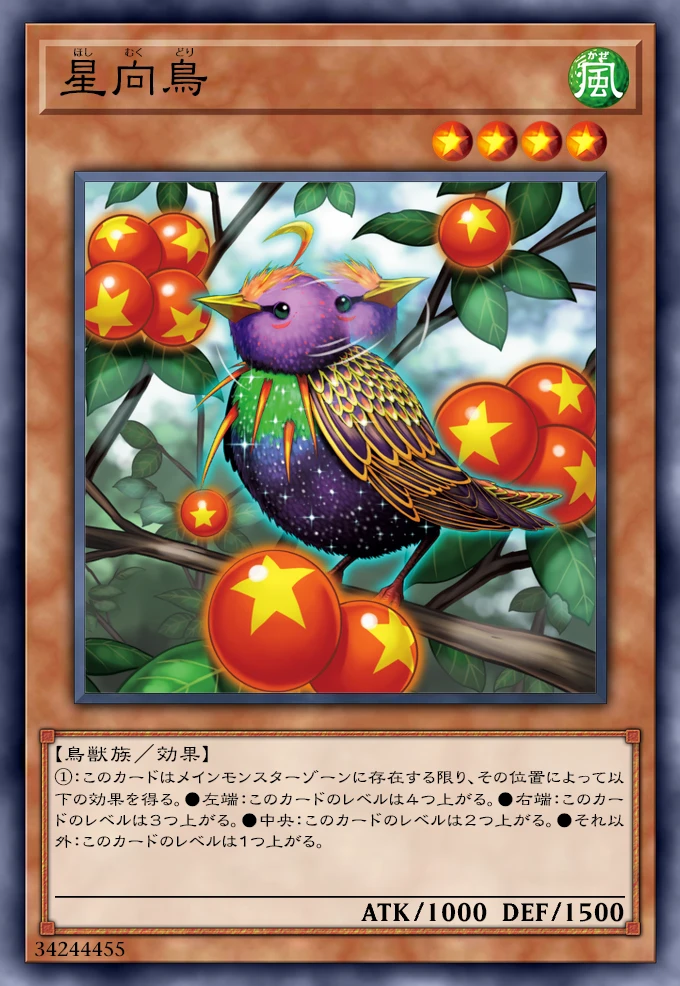 ほし むく どり
星向鳥
かぜ
風
【鳥獣族／効果】
①：このカードはメインモンスターゾーンに存在する限り、その位置によって以
下の効果を得る。●左端：このカードのレベルは４つ上がる。●右端：このカー
ドのレベルは３つ上がる。●中央：このカードのレベルは２つ上がる。●それ以
外：このカードのレベルは１つ上がる。
ATK/1000 DEF/1500
34244455